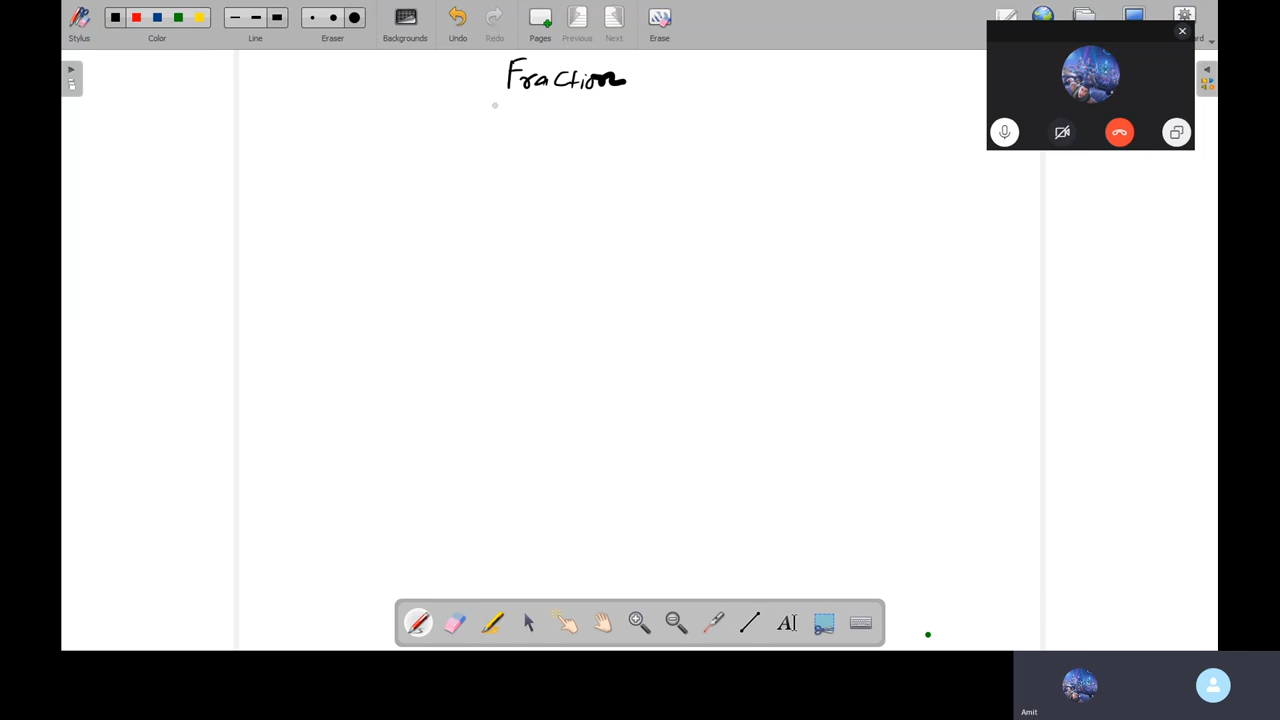 Stylus Color Line Eraser Backgrounds Undo Redo Pages Previous Next Erase
Fraction
Amit